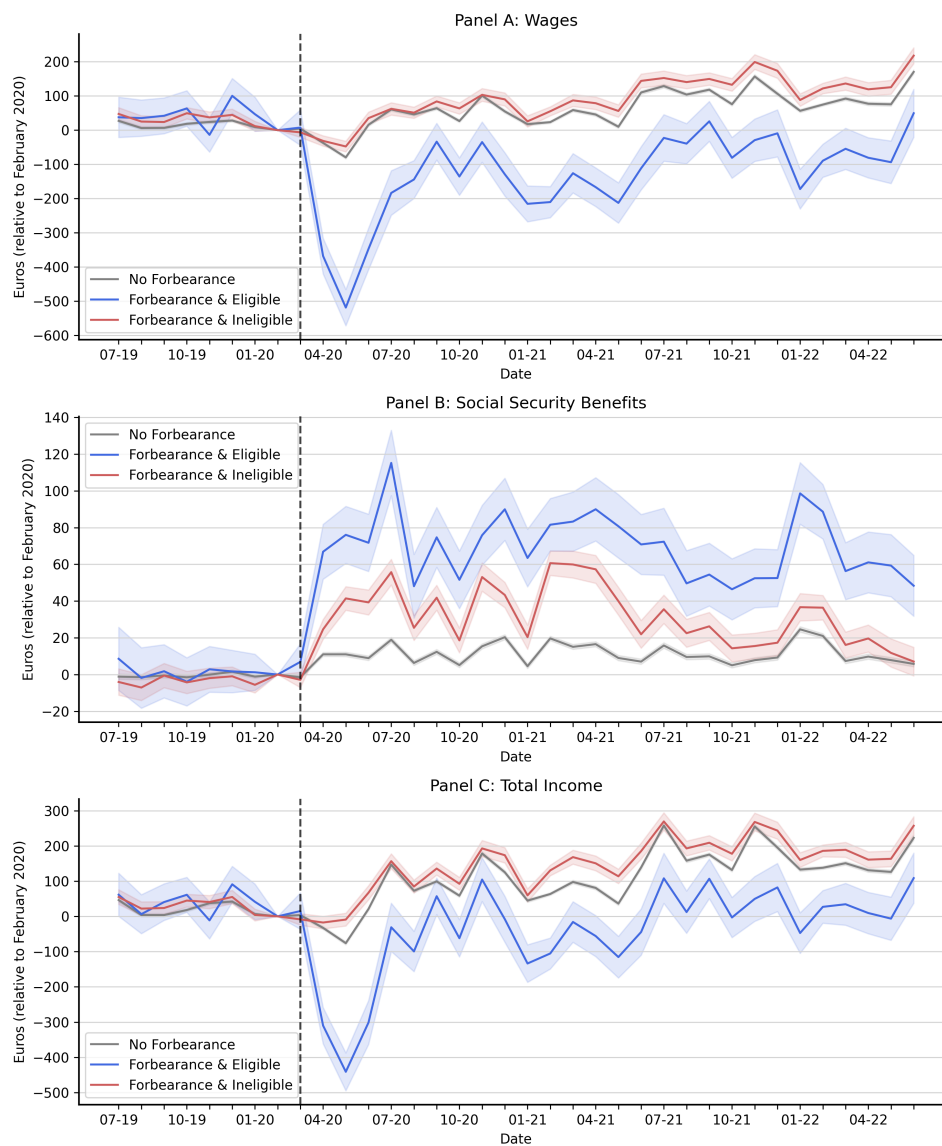 Panel A: Wages
Euros (relative to February 2020)
200
100
0
−100
−200
−300
−400
−500
−600
No Forbearance
Forbearance & Eligible
Forbearance & Ineligible
07-19 10-19 01-20 04-20 07-20 10-20 01-21 04-21 07-21 10-21 01-22 04-22
Date
Panel B: Social Security Benefits
Euros (relative to February 2020)
140
120
100
80
60
40
20
0
−20
No Forbearance
Forbearance & Eligible
Forbearance & Ineligible
07-19 10-19 01-20 04-20 07-20 10-20 01-21 04-21 07-21 10-21 01-22 04-22
Date
Panel C: Total Income
Euros (relative to February 2020)
300
200
100
0
−100
−200
−300
−400
−500
No Forbearance
Forbearance & Eligible
Forbearance & Ineligible
07-19 10-19 01-20 04-20 07-20 10-20 01-21 04-21 07-21 10-21 01-22 04-22
Date